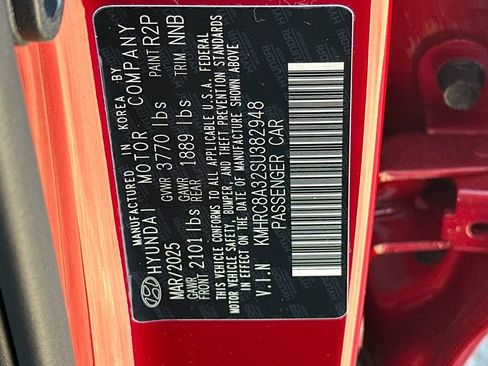 MANUFACTURED IN KOREA BY
HYUNDAI MOTOR COMPANY
MAR/2025 GVWR 3770 lbs PAINT R2P
GAWR FRONT 2101 lbs GAWR REAR 1889 lbs TRIM NNB
THIS VEHICLE CONFORMS TO ALL APPLICABLE U.S.A. FEDERAL
MOTOR VEHICLE SAFETY, BUMPER, AND THEFT PREVENTION STANDARDS
IN EFFECT ON THE DATE OF MANUFACTURE SHOWN ABOVE
V.I.N KMHRC8A32SU382948
PASSENGER CAR